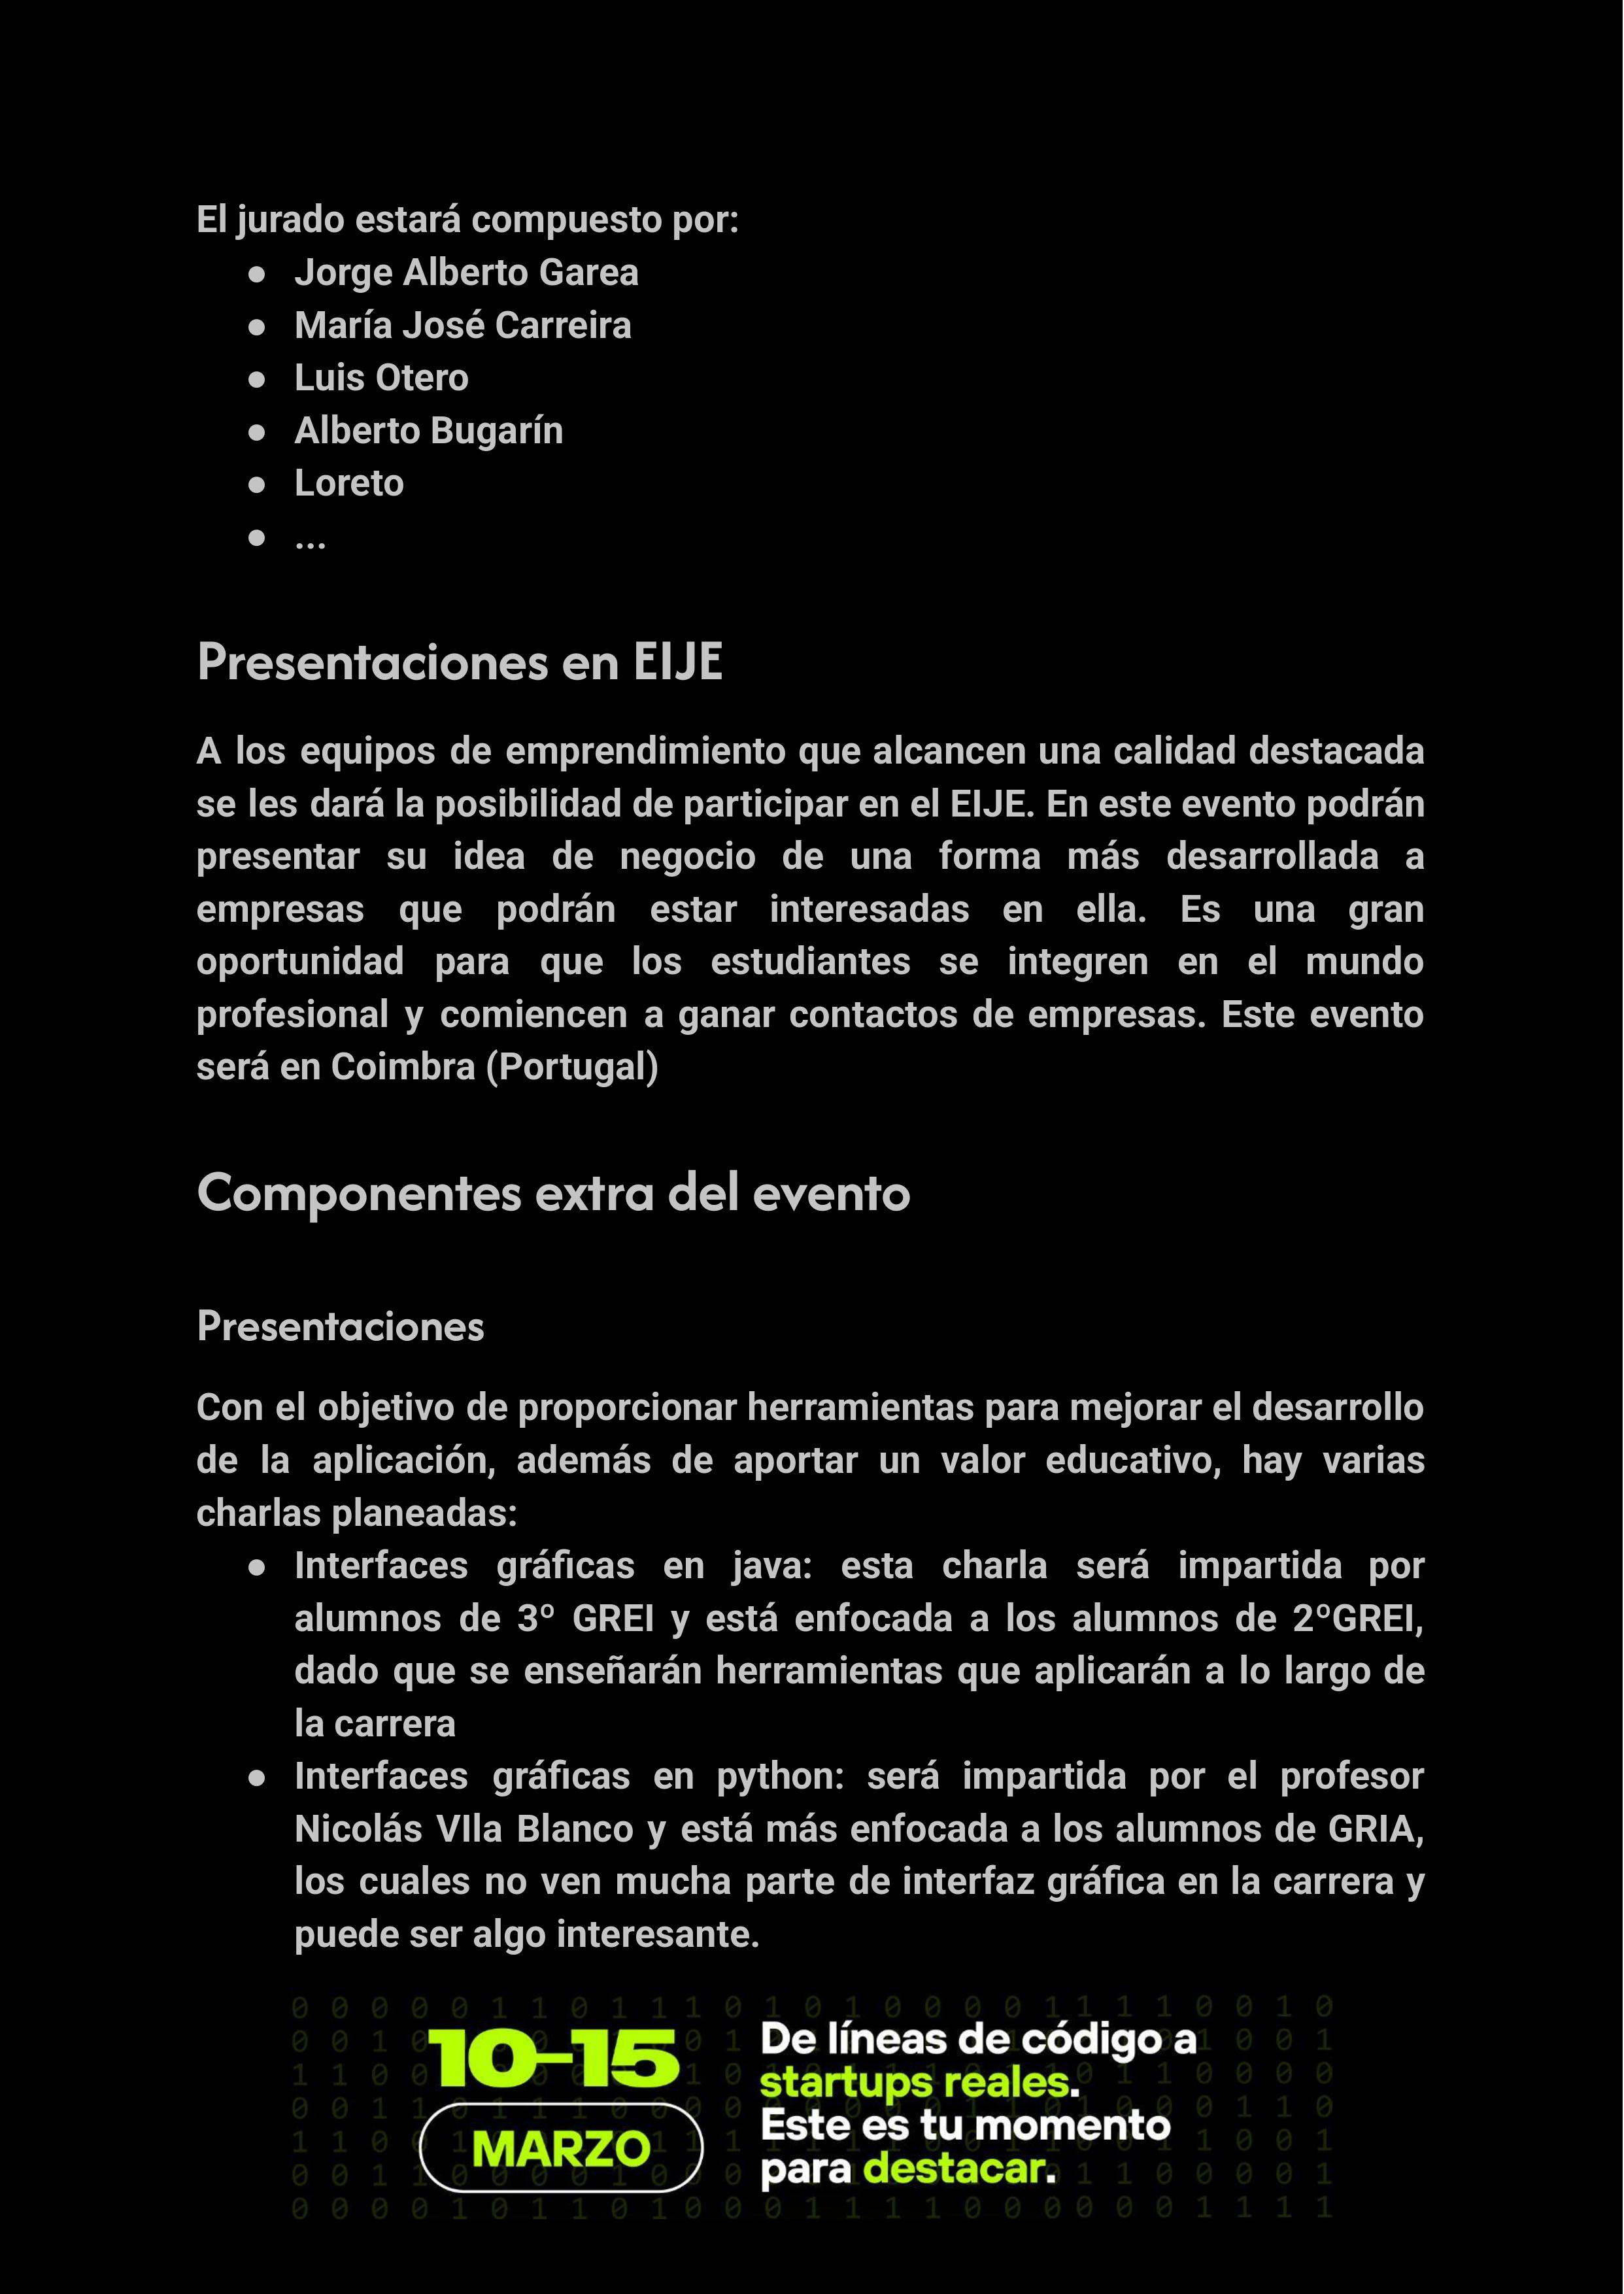 El jurado estará compuesto por:
● Jorge Alberto Garea
● María José Carreira
● Luis Otero
● Alberto Bugarín
● Loreto
● ...
Presentaciones en EIJE
A los equipos de emprendimiento que alcancen una calidad destacada
se les dará la posibilidad de participar en el EIJE. En este evento podrán
presentar su idea de negocio de una forma más desarrollada a
empresas que podrán estar interesadas en ella. Es una gran
oportunidad para que los estudiantes se integren en el mundo
profesional y comiencen a ganar contactos de empresas. Este evento
será en Coimbra (Portugal)
Componentes extra del evento
Presentaciones
Con el objetivo de proporcionar herramientas para mejorar el desarrollo
de la aplicación, además de aportar un valor educativo, hay varias
charlas planeadas:
● Interfaces gráficas en java: esta charla será impartida por
alumnos de 3º GREI y está enfocada a los alumnos de 2ºGREI,
dado que se enseñarán herramientas que aplicarán a lo largo de
la carrera
● Interfaces gráficas en python: será impartida por el profesor
Nicolás VIla Blanco y está más enfocada a los alumnos de GRIA,
los cuales no ven mucha parte de interfaz gráfica en la carrera y
puede ser algo interesante.
10–15
MARZO
De líneas de código a
startups reales.
Este es tu momento
para destacar.